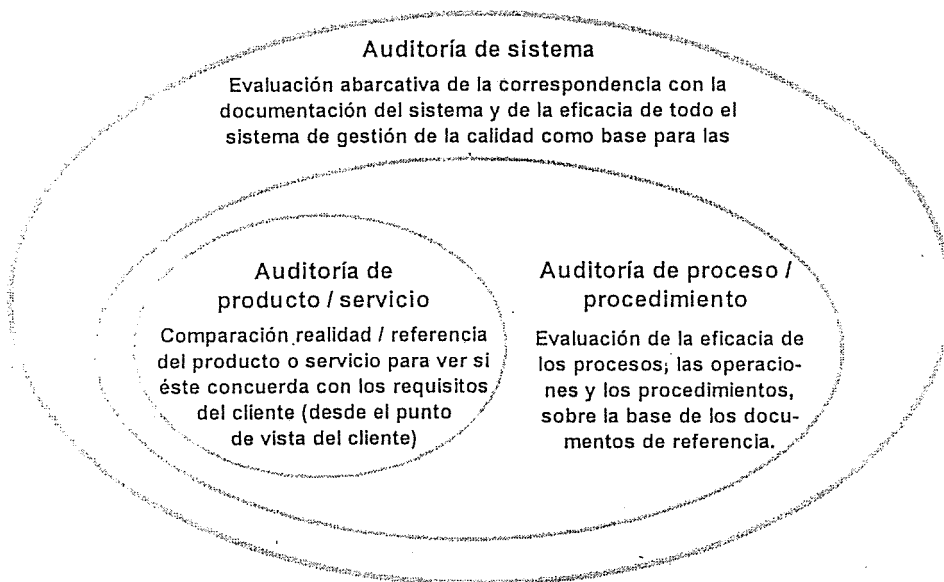 Auditoría de sistema
Evaluación abarcativa de la correspondencia con la
documentación del sistema y de la eficacia de todo el
sistema de gestión de la calidad como base para las
Auditoría de
producto / servicio
Comparación realidad / referencia
del producto o servicio para ver si
éste concuerda con los requisitos
del cliente (desde el punto
de vista del cliente)
Auditoría de proceso /
procedimiento
Evaluación de la eficacia de
los procesos; las operacio-
nes y los procedimientos,
sobre la base de los docu-
mentos de referencia.